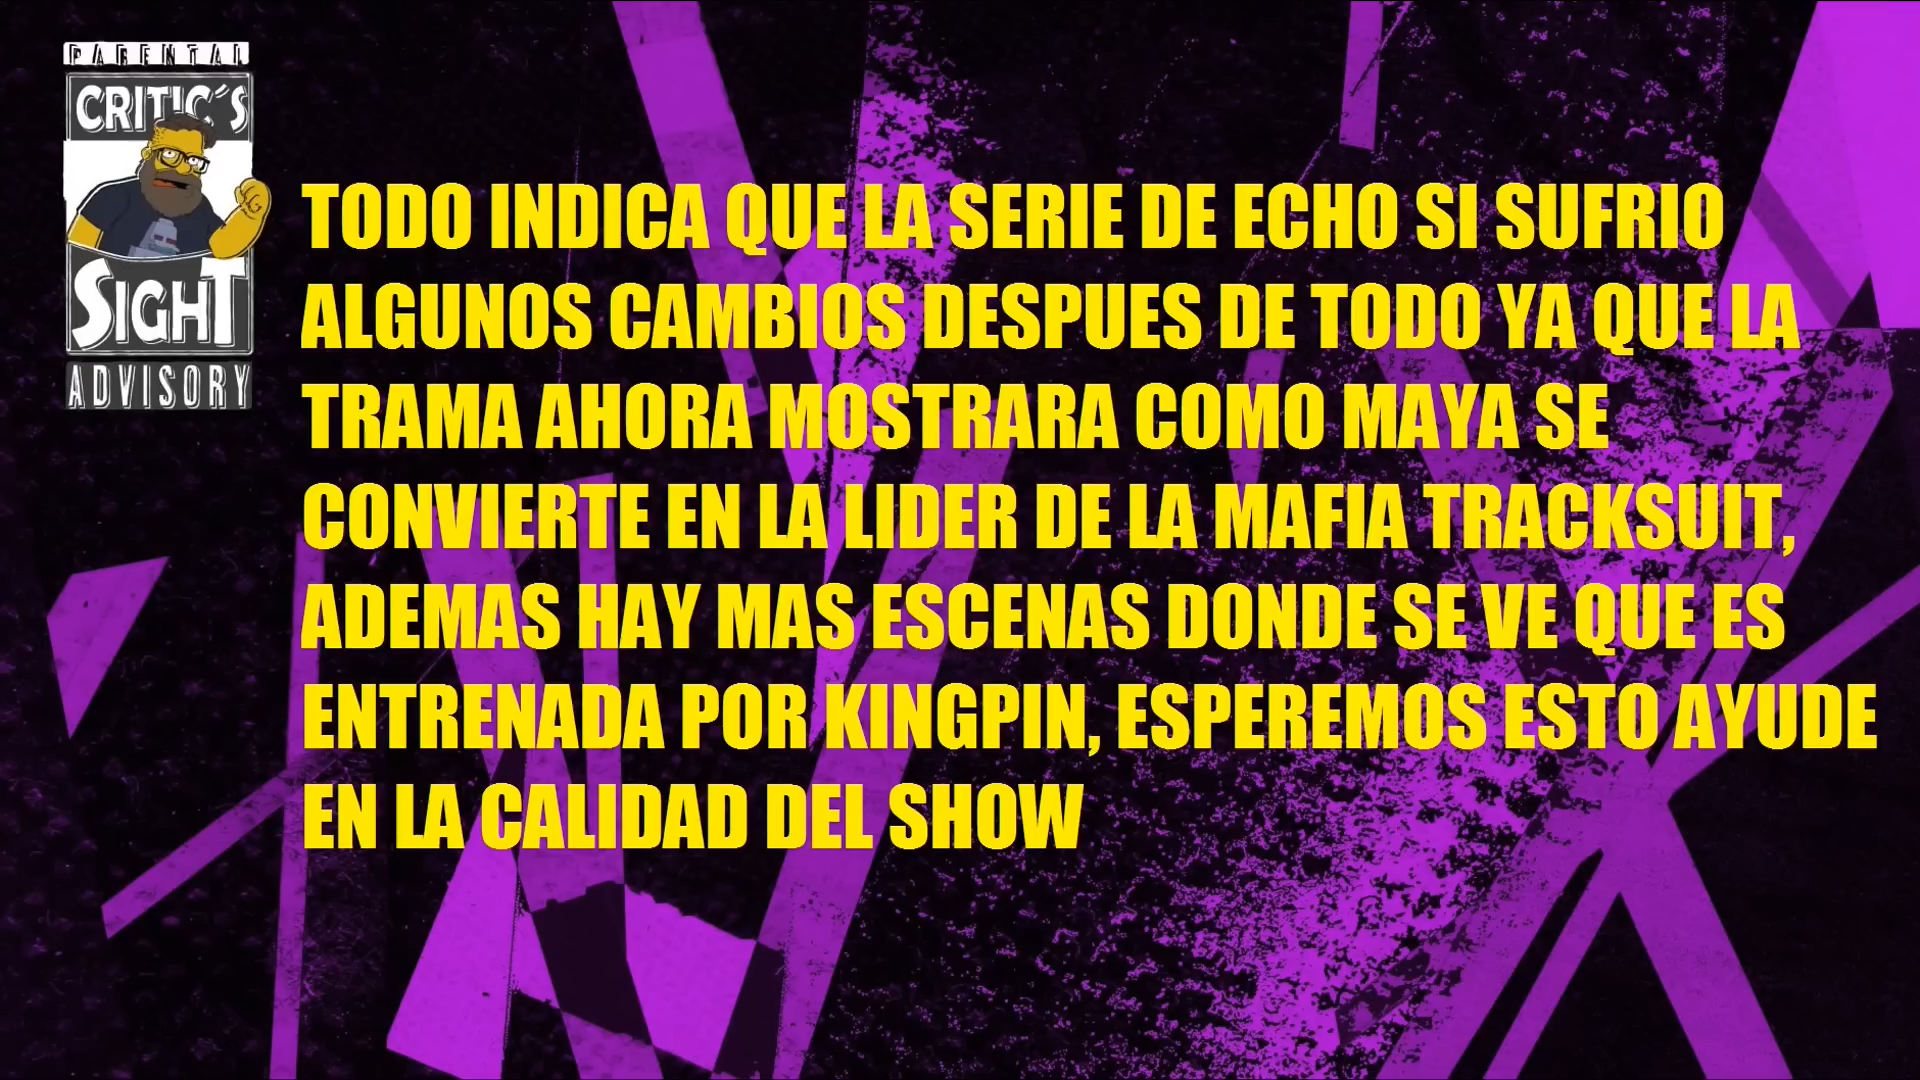 PARENTAL
CRITIC´S
SIGHT
ADVISORY
TODO INDICA QUE LA SERIE DE ECHO SI SUFRIO
ALGUNOS CAMBIOS DESPUES DE TODO YA QUE LA
TRAMA AHORA MOSTRARA COMO MAYA SE
CONVIERTE EN LA LIDER DE LA MAFIA TRACKSUIT,
ADEMAS HAY MAS ESCENAS DONDE SE VE QUE ES
ENTRENADA POR KINGPIN, ESPEREMOS ESTO AYUDE
EN LA CALIDAD DEL SHOW